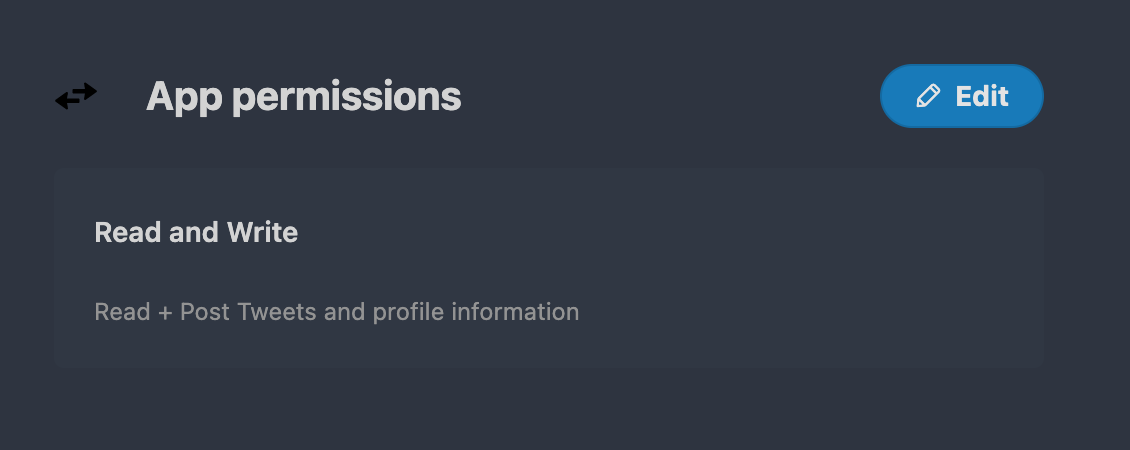 App permissions
Edit
Read and Write
Read + Post Tweets and profile information